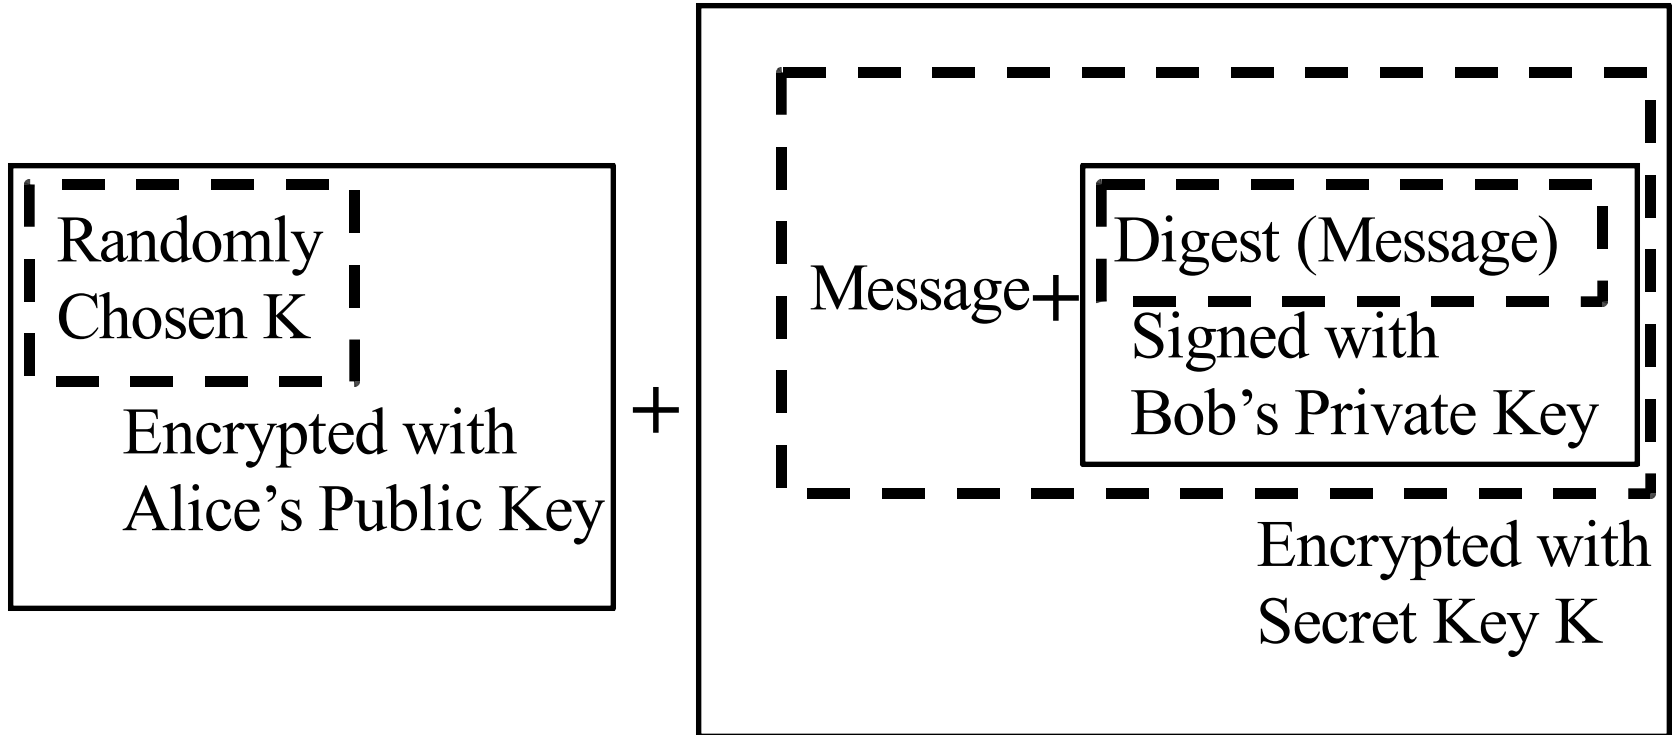 Randomly
Chosen K
Encrypted with
Alice’s Public Key
+
Message+
Digest (Message)
Signed with
Bob’s Private Key
Encrypted with
Secret Key K